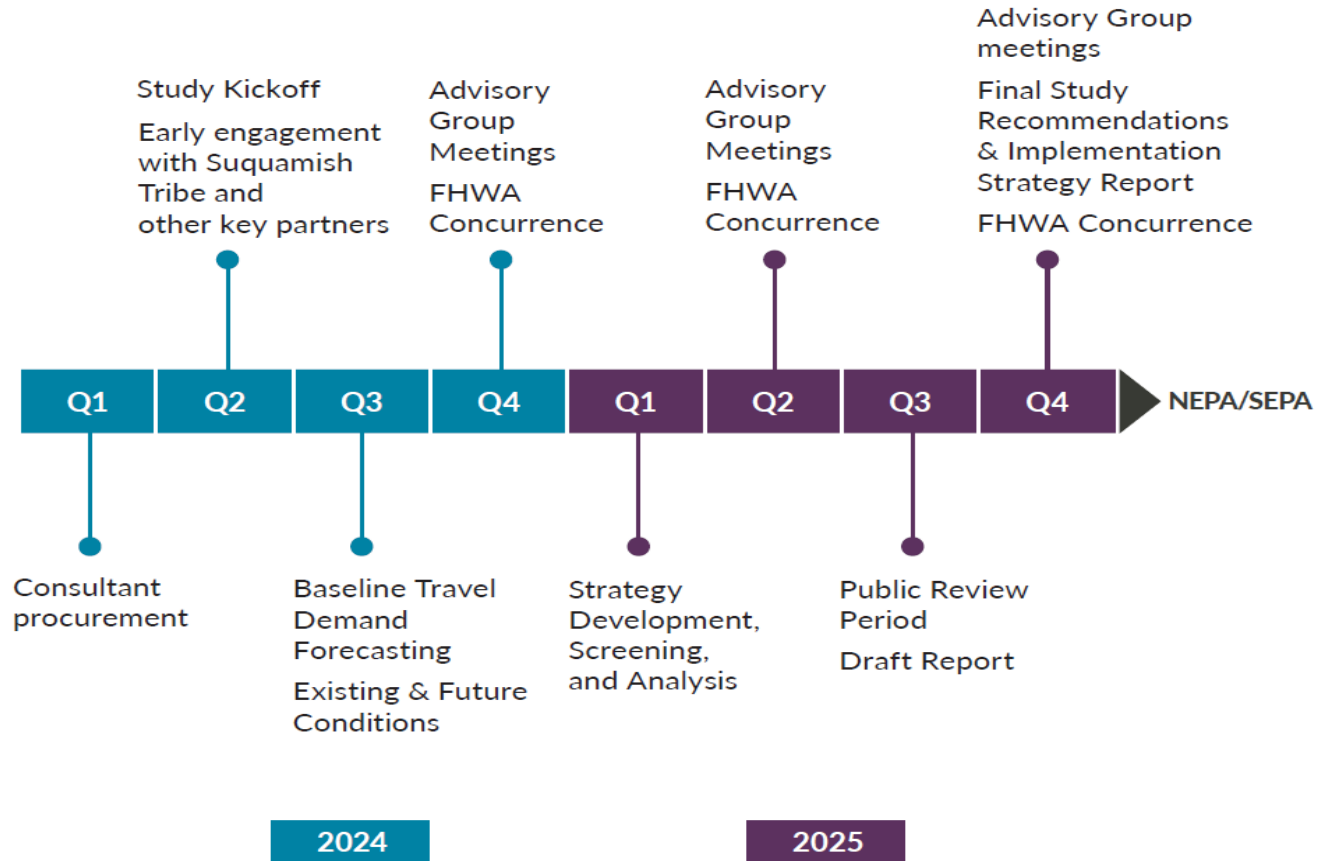 Study Kickoff
Early engagement
with Suquamish
Tribe and
other key partners
Advisory
Group
Meetings
FHWA
Concurrence
Advisory
Group
Meetings
FHWA
Concurrence
Advisory Group
meetings
Final Study
Recommendations
& Implementation
Strategy Report
FHWA Concurrence
Q1
Q2
Q3
Q4
Q1
Q2
Q3
Q4
NEPA/SEPA
Consultant
procurement
Baseline Travel
Demand
Forecasting
Existing & Future
Conditions
Strategy
Development,
Screening,
and Analysis
Public Review
Period
Draft Report
2024
2025